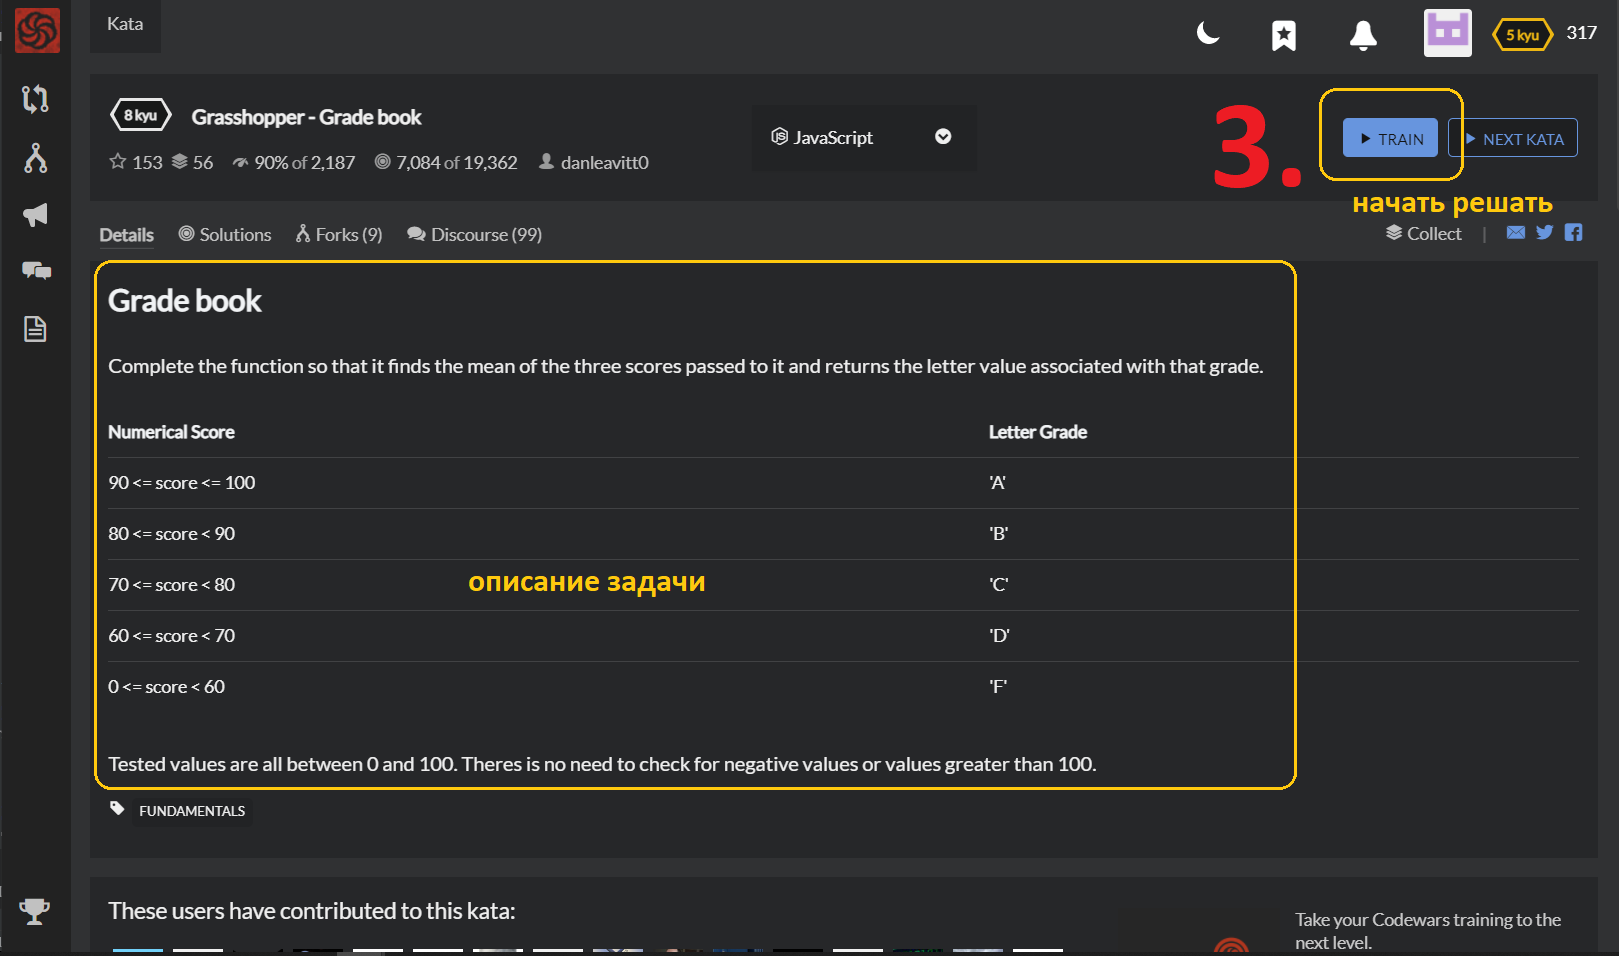 Kata
5 kyu 317
8 kyu Grasshopper - Grade book
153 56 90% of 2,187 7,084 of 19,362 danleavitt0
JavaScript
3.
TRAIN
NEXT KATA
начать решать
Details Solutions Forks (9) Discourse (99)
Collect |
Grade book
Complete the function so that it finds the mean of the three scores passed to it and returns the letter value associated with that grade.
Numerical Score Letter Grade
90 <= score <= 100 'A'
80 <= score < 90 'B'
70 <= score < 80 'C'
описание задачи
60 <= score < 70 'D'
0 <= score < 60 'F'
Tested values are all between 0 and 100. Theres is no need to check for negative values or values greater than 100.
FUNDAMENTALS
These users have contributed to this kata:
Take your Codewars training to the
next level.